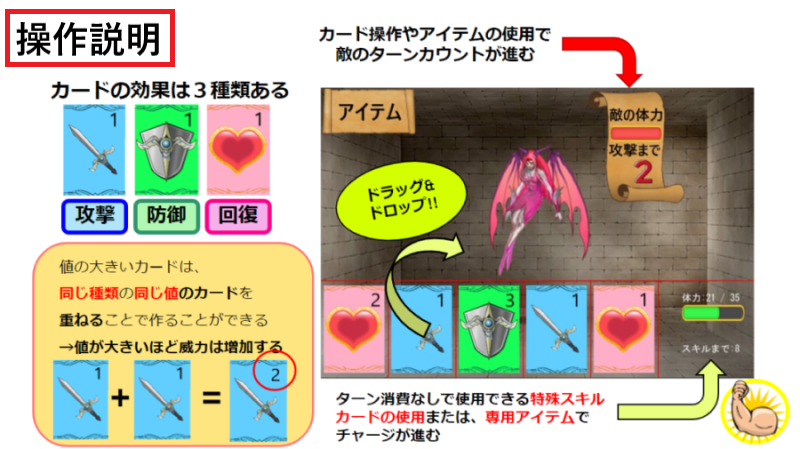 操作説明
カードの効果は３種類ある
1
1
1
攻撃
防御
回復
値の大きいカードは、
同じ種類の同じ値のカードを
重ねることで作ることができる
→値が大きいほど威力は増加する
1
+
1
=
2
カード操作やアイテムの使用で
敵のターンカウントが進む
アイテム
敵の体力
攻撃まで
2
ドラッグ&
ドロップ!!
2
1
3
1
1
体力:21 / 35
スキルまで:8
ターン消費なしで使用できる特殊スキル
カードの使用または、専用アイテムで
チャージが進む